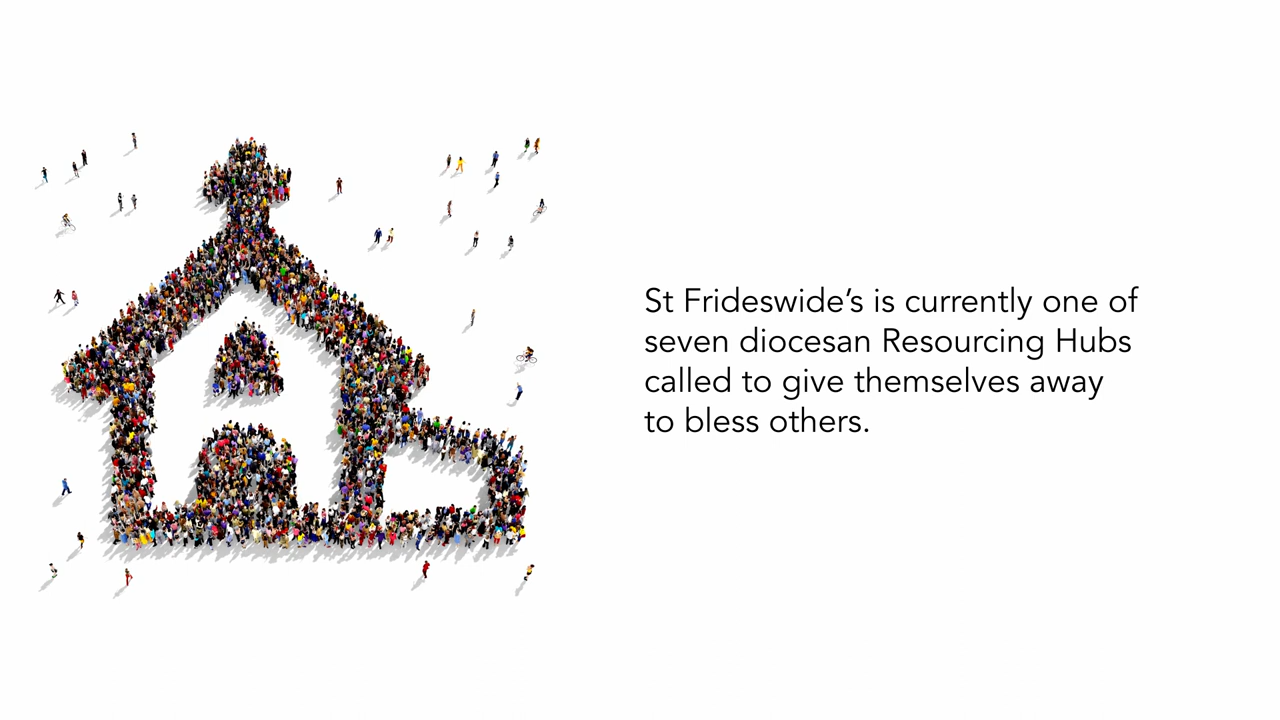 St Frideswide’s is currently one of
seven diocesan Resourcing Hubs
called to give themselves away
to bless others.